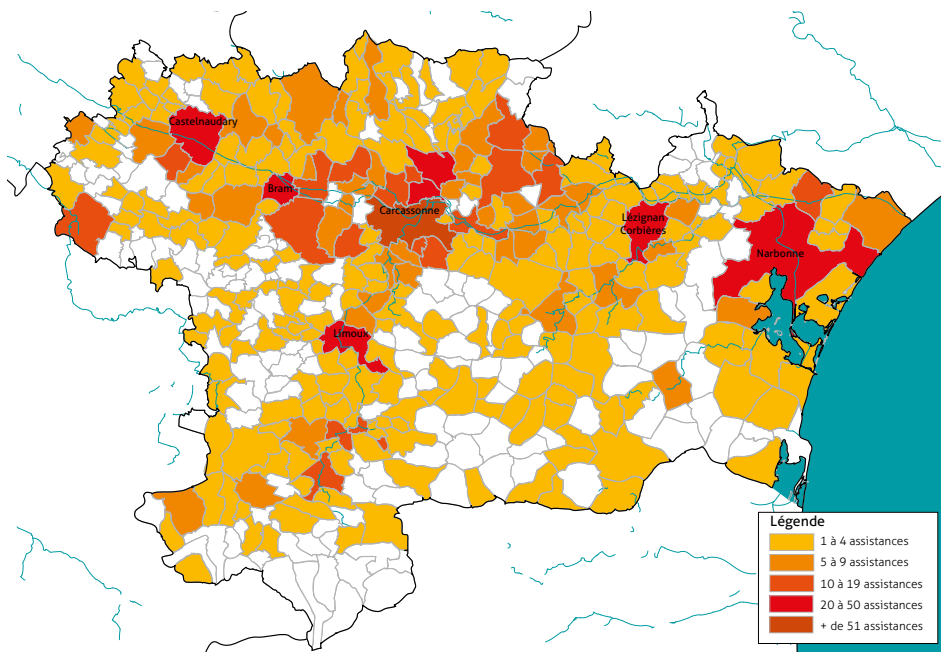 Castelnaudary
Bram
Carcassonne
Lézignan
Corbières
Narbonne
Limoux
Légende
1 à 4 assistances
5 à 9 assistances
10 à 19 assistances
20 à 50 assistances
+ de 51 assistances